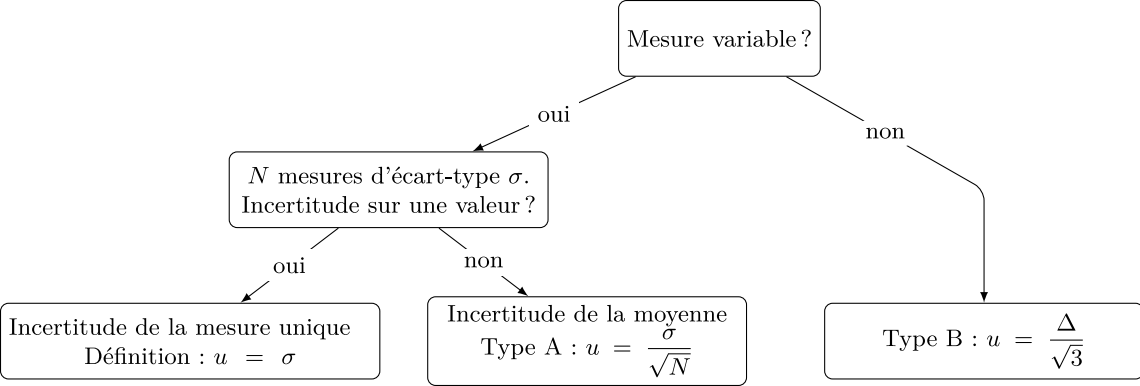 Mesure variable ?
oui
non
N mesures d'écart-type σ.
Incertitude sur une valeur ?
oui
non
Incertitude de la mesure unique
Définition : u = σ
Incertitude de la moyenne
Type A : u = σ/√N
Type B : u = Δ/√3